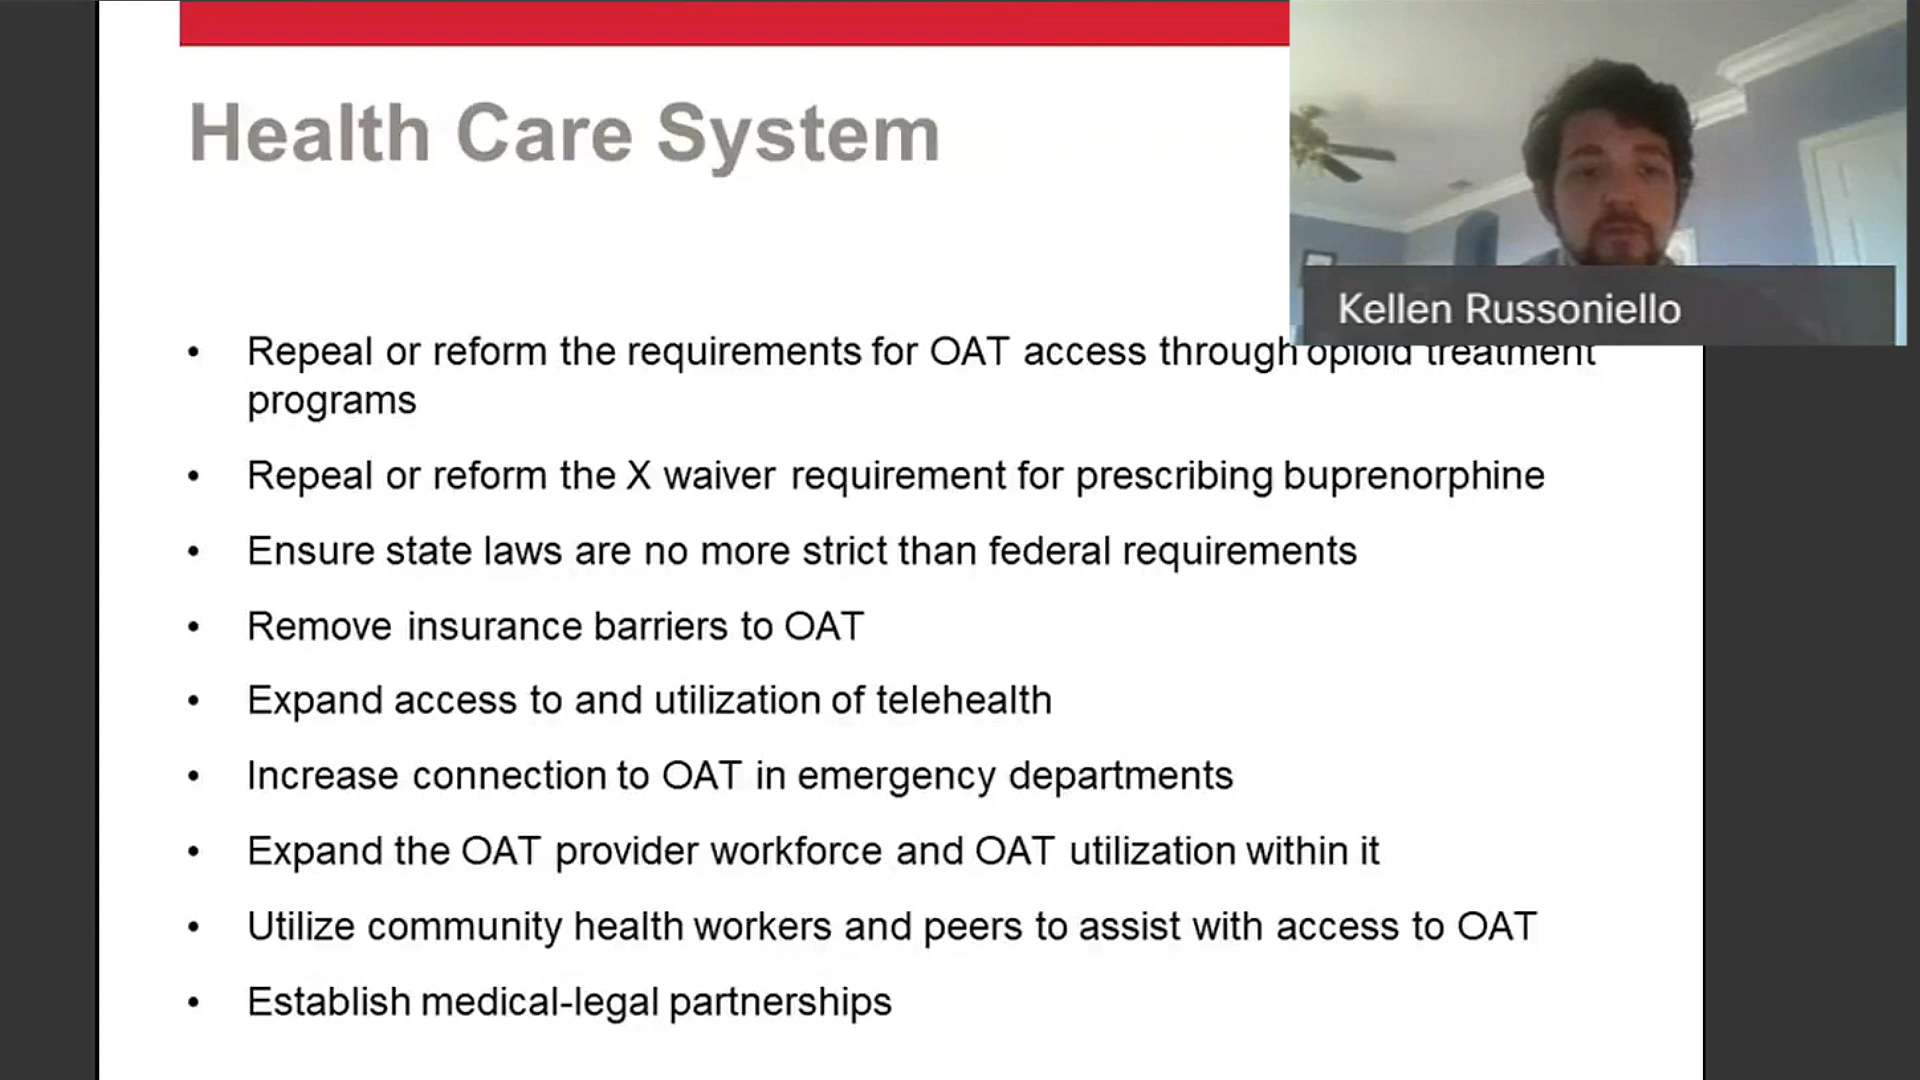 Health Care System
Kellen Russoniello
• Repeal or reform the requirements for OAT access through opioid treatment
programs
• Repeal or reform the X waiver requirement for prescribing buprenorphine
• Ensure state laws are no more strict than federal requirements
• Remove insurance barriers to OAT
• Expand access to and utilization of telehealth
• Increase connection to OAT in emergency departments
• Expand the OAT provider workforce and OAT utilization within it
• Utilize community health workers and peers to assist with access to OAT
• Establish medical-legal partnerships